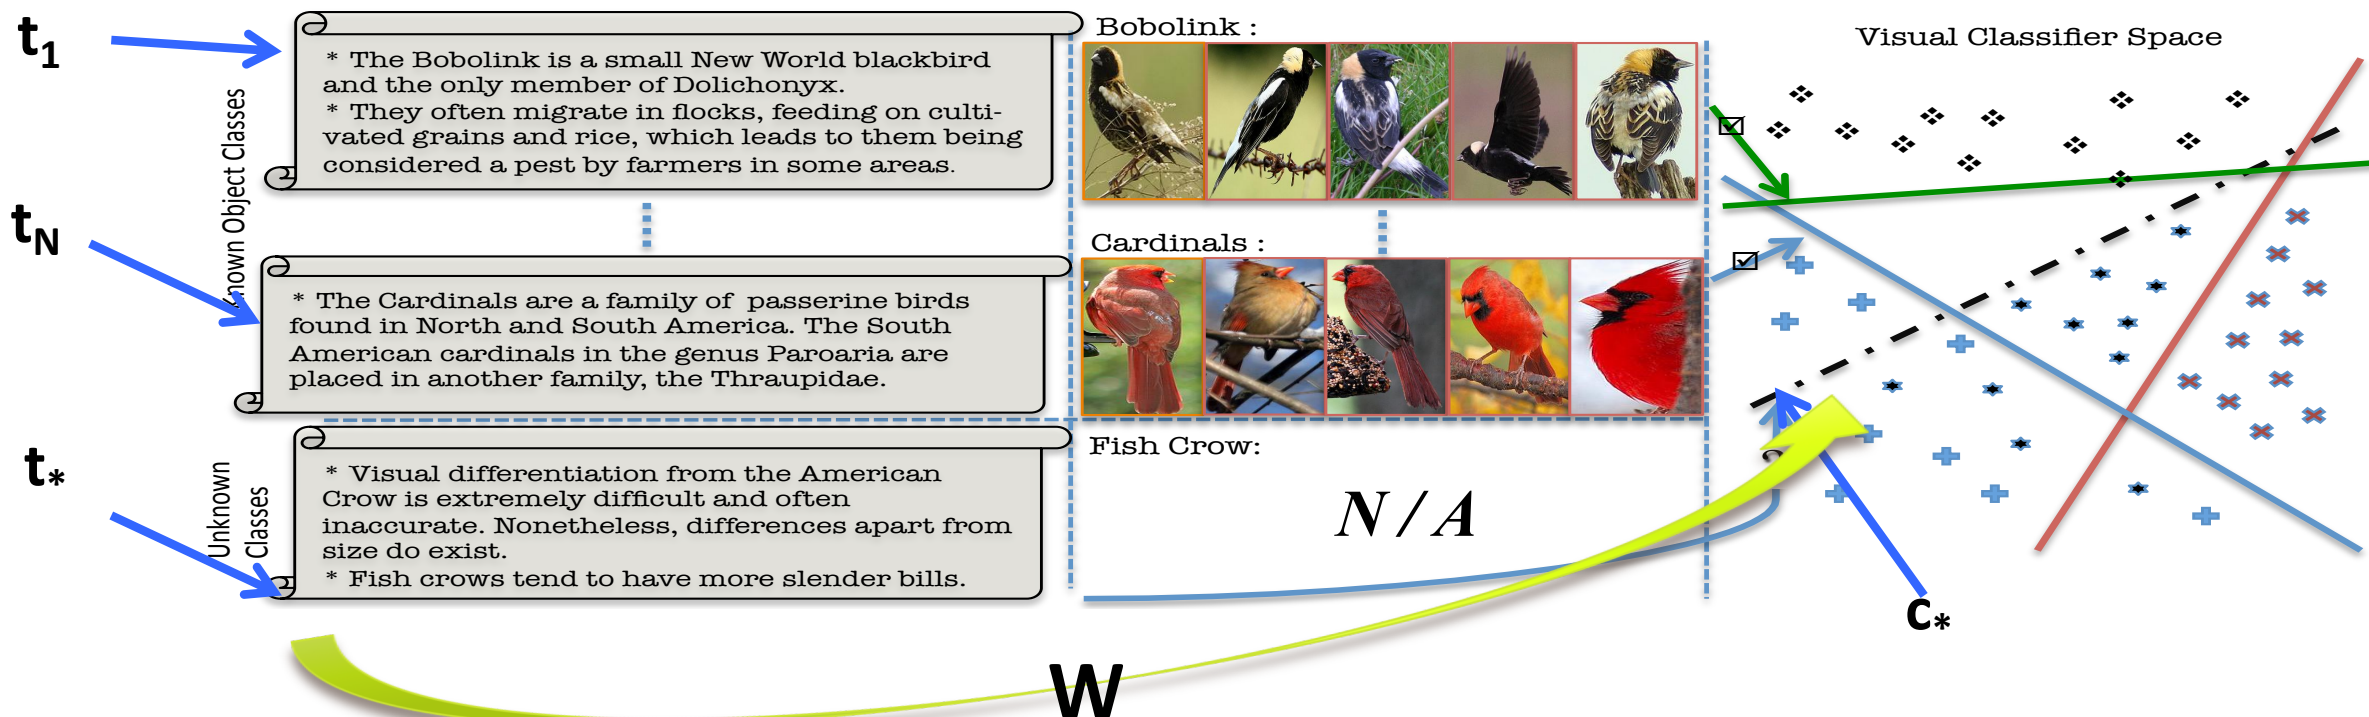 t1
* The Bobolink is a small New World blackbird
and the only member of Dolichonyx.
* They often migrate in flocks, feeding on culti-
vated grains and rice, which leads to them being
considered a pest by farmers in some areas.
Bobolink :
Visual Classifier Space
tN
Known Object Classes
* The Cardinals are a family of passerine birds
found in North and South America. The South
American cardinals in the genus Paroaria are
placed in another family, the Thraupidae.
Cardinals :
t*
Unknown
Classes
* Visual differentiation from the American
Crow is extremely difficult and often
inaccurate. Nonetheless, differences apart from
size do exist.
* Fish crows tend to have more slender bills.
Fish Crow:
N/A
c*
W